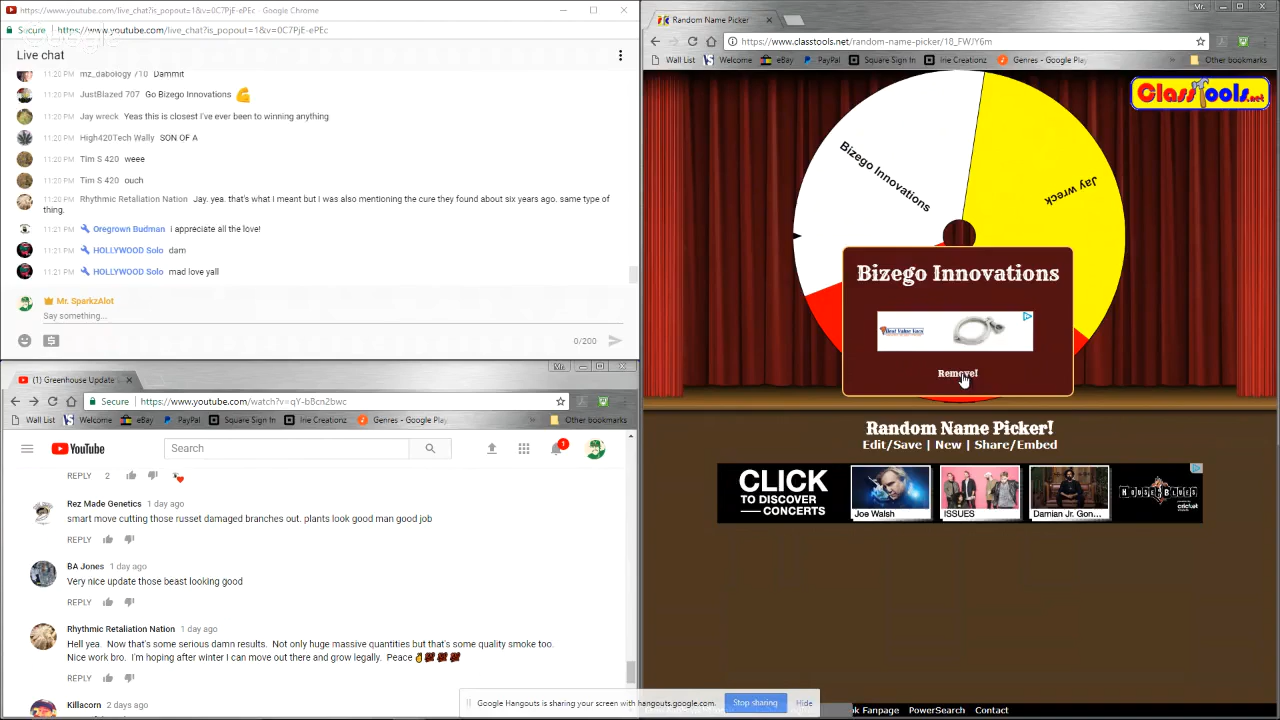 https://www.youtube.com/live_chat?is_popout=1&v=0C7PjE-ePEc - Google Chrome
Secure https://www.youtube.com/live_chat?is_popout=1&v=0C7PjE-ePEc
Live chat
11:20 PM mz_dabology 710 Dammit
11:20 PM JustBlazed 707 Go Bizego Innovations 💪
11:20 PM Jay wreck Yeas this is closest I've ever been to winning anything
11:20 PM High420Tech Wally SON OF A
11:20 PM Tim S 420 weee
11:20 PM Tim S 420 ouch
11:20 PM Rhythmic Retaliation Nation Jay. yea. that's what I meant but I was also mentioning the cure they found about six years ago. same type of
thing.
11:21 PM Oregrown Budman i appreciate all the love!
11:21 PM HOLLYWOOD Solo dam
11:21 PM HOLLYWOOD Solo mad love yall
Mr. SparkzAlot
Say something...
0/200
Mr.
(1) Greenhouse Update
Secure https://www.youtube.com/watch?v=qY-bBcn2bwc
Wall List Welcome eBay PayPal Square Sign In Irie Creationz Genres - Google Play Other bookmarks
YouTube Search 1
REPLY 2
Rez Made Genetics 1 day ago
smart move cutting those russet damaged branches out. plants look good man good job
REPLY
BA Jones 1 day ago
Very nice update those beast looking good
REPLY
Rhythmic Retaliation Nation 1 day ago
Hell yea. Now that's some serious damn results. Not only huge massive quantities but that's some quality smoke too.
Nice work bro. I'm hoping after winter I can move out there and grow legally. Peace
REPLY
Killacorn 2 days ago
Google Hangouts is sharing your screen with hangouts.google.com. Stop sharing Hide
Mr.
Random Name Picker
https://www.classtools.net/random-name-picker/18_FWJY6m
Wall List Welcome eBay PayPal Square Sign In Irie Creationz Genres - Google Play Other bookmarks
ClassTools.net
Bizego Innovations
Jay wreck
Bizego Innovations
Remove!
Random Name Picker!
Edit/Save | New | Share/Embed
CLICK
TO DISCOVER
CONCERTS
Joe Walsh
ISSUES
Damian Jr. Gon...
HOUSE OF BLUES
cricket
Fanpage PowerSearch Contact